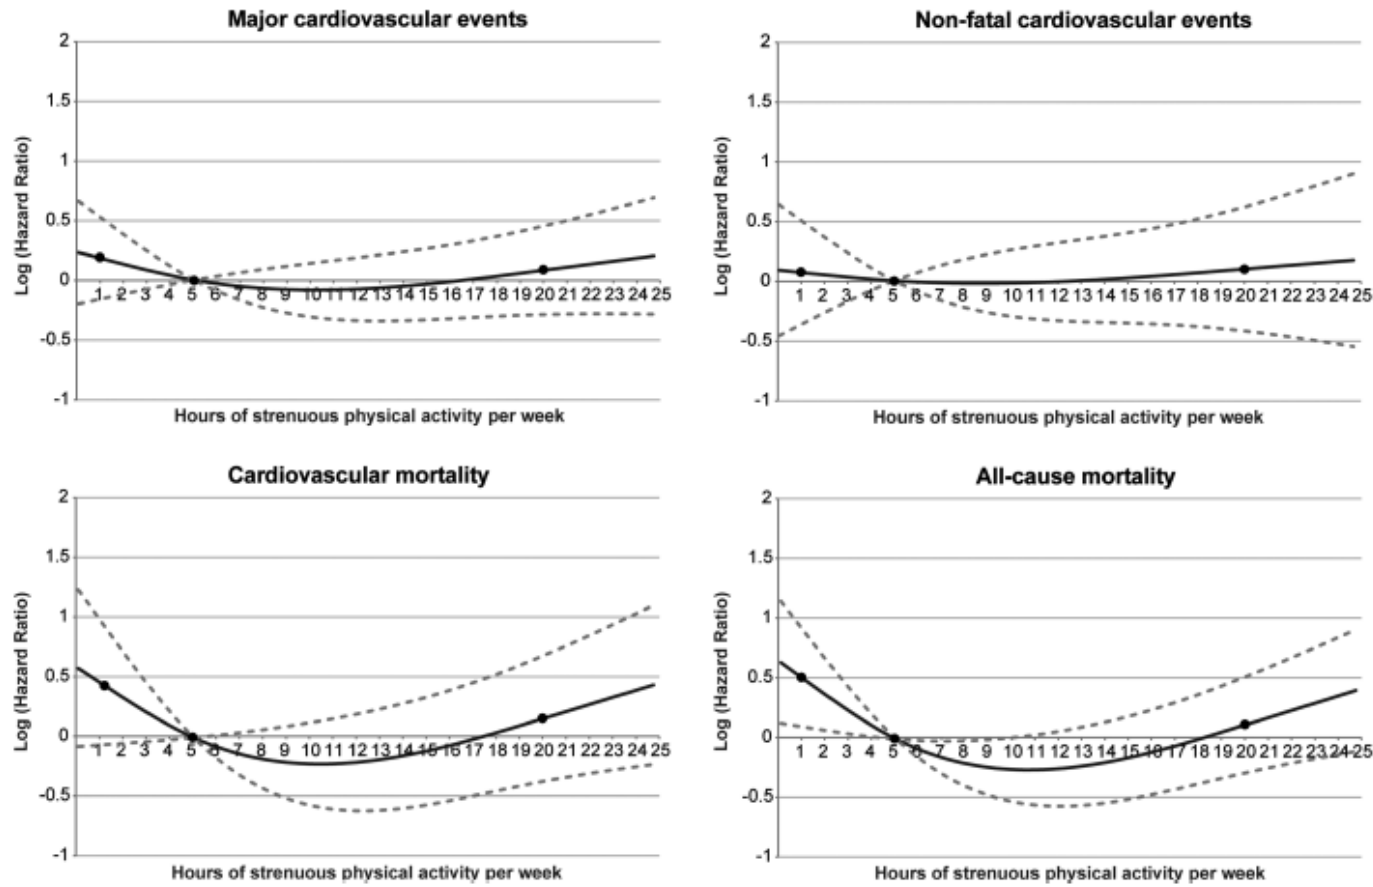 Major cardiovascular events
2
1.5
1
0.5
0
-0.5
-1
Log (Hazard Ratio)
1 2 3 4 5 6 7 8 9 10 11 12 13 14 15 16 17 18 19 20 21 22 23 24 25
Hours of strenuous physical activity per week
Non-fatal cardiovascular events
2
1.5
1
0.5
0
-0.5
-1
Log (Hazard Ratio)
1 2 3 4 5 6 7 8 9 10 11 12 13 14 15 16 17 18 19 20 21 22 23 24 25
Hours of strenuous physical activity per week
Cardiovascular mortality
2
1.5
1
0.5
0
-0.5
-1
Log (Hazard Ratio)
1 2 3 4 5 6 7 8 9 10 11 12 13 14 15 16 17 18 19 20 21 22 23 24 25
Hours of strenuous physical activity per week
All-cause mortality
2
1.5
1
0.5
0
-0.5
-1
Log (Hazard Ratio)
1 2 3 4 5 6 7 8 9 10 11 12 13 14 15 16 17 18 19 20 21 22 23 24 25
Hours of strenuous physical activity per week